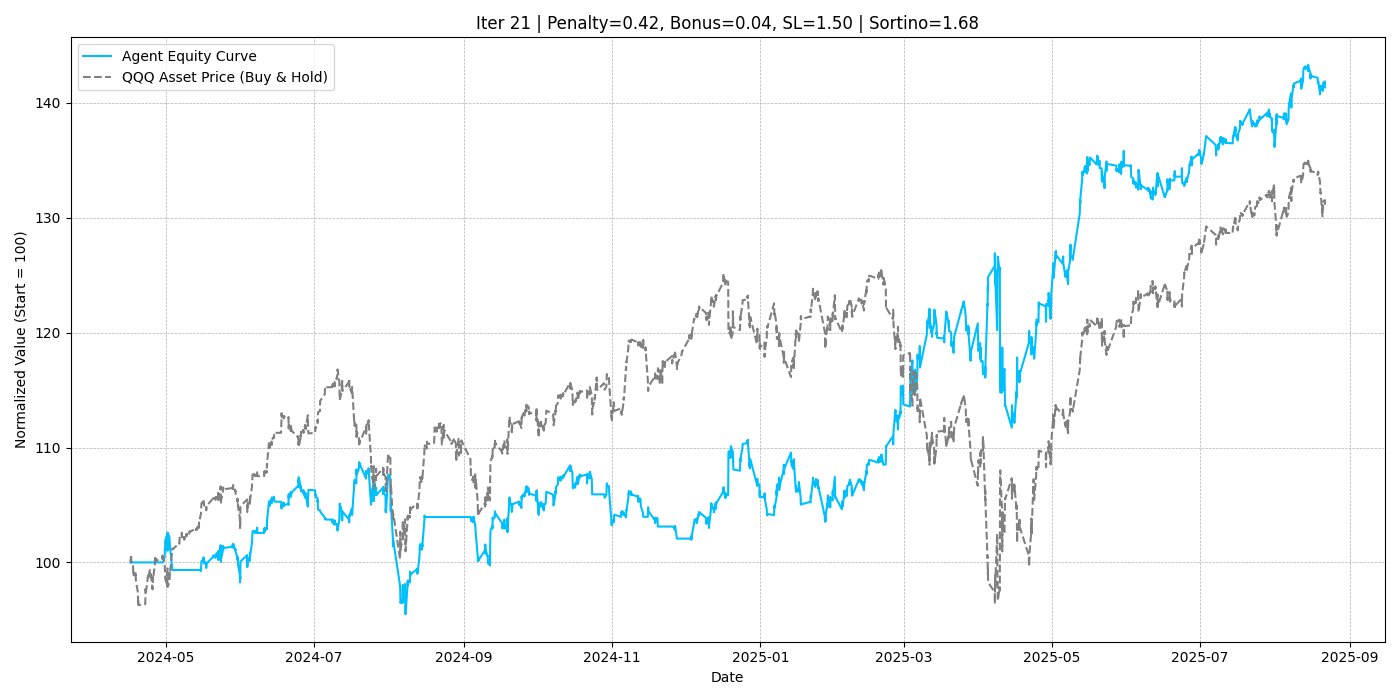 Iter 21 | Penalty=0.42, Bonus=0.04, SL=1.50 | Sortino=1.68
Agent Equity Curve
QQQ Asset Price (Buy & Hold)
Normalized Value (Start = 100)
140
130
120
110
100
2024-05
2024-07
2024-09
2024-11
2025-01
2025-03
2025-05
2025-07
2025-09
Date